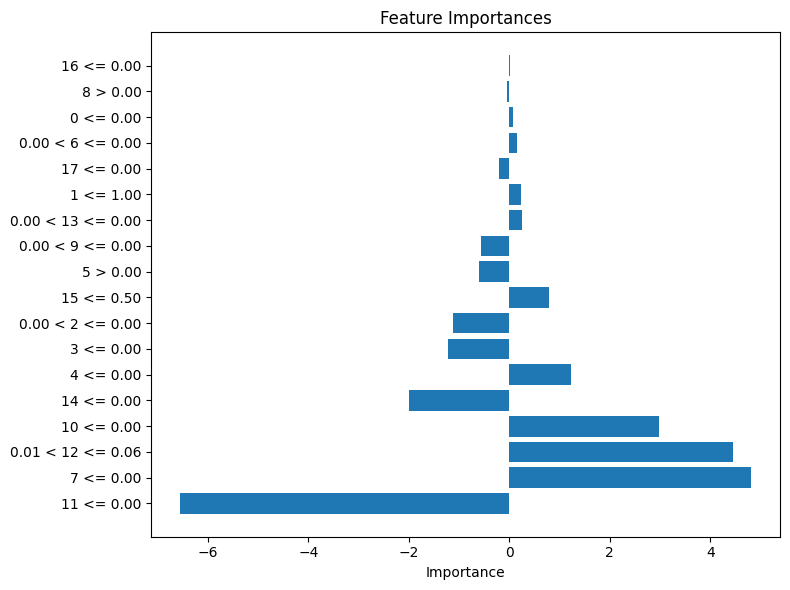 Feature Importances
16 <= 0.00
8 > 0.00
0 <= 0.00
0.00 < 6 <= 0.00
17 <= 0.00
1 <= 1.00
0.00 < 13 <= 0.00
0.00 < 9 <= 0.00
5 > 0.00
15 <= 0.50
0.00 < 2 <= 0.00
3 <= 0.00
4 <= 0.00
14 <= 0.00
10 <= 0.00
0.01 < 12 <= 0.06
7 <= 0.00
11 <= 0.00
−6 −4 −2 0 2 4
Importance